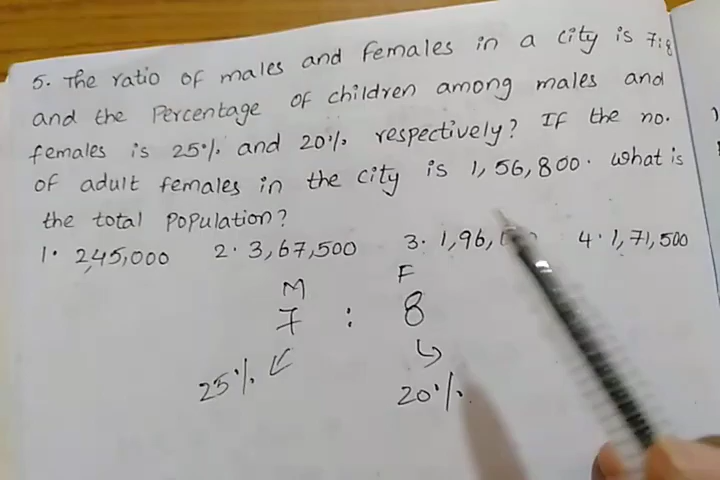 5. The ratio of males and females in a city is 7:8
and the Percentage of children among males and
females is 25% and 20% respectively? If the no.
of adult females in the city is 1,56,800. What is
the total Population?
1. 2,45,000 2. 3,67,500 3. 1,96, 4. 1,71,500
M F
7 : 8
25% 20%